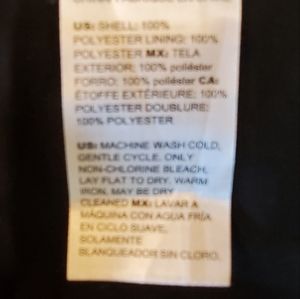 US: SHELL: 100%
POLYESTER LINING: 100%
POLYESTER MX: TELA
EXTERIOR: 100% poliéster
FORRO: 100% poliéster CA:
ÉTOFFE EXTÉRIEURE: 100%
POLYESTER DOUBLURE:
100% POLYESTER
US: MACHINE WASH COLD,
GENTLE CYCLE, ONLY
NON-CHLORINE BLEACH,
LAY FLAT TO DRY, WARM
IRON, MAY BE DRY
CLEANED MX: LAVAR A
MÁQUINA CON AGUA FRÍA
EN CICLO SUAVE,
SOLAMENTE
BLANQUEADOR SIN CLORO,